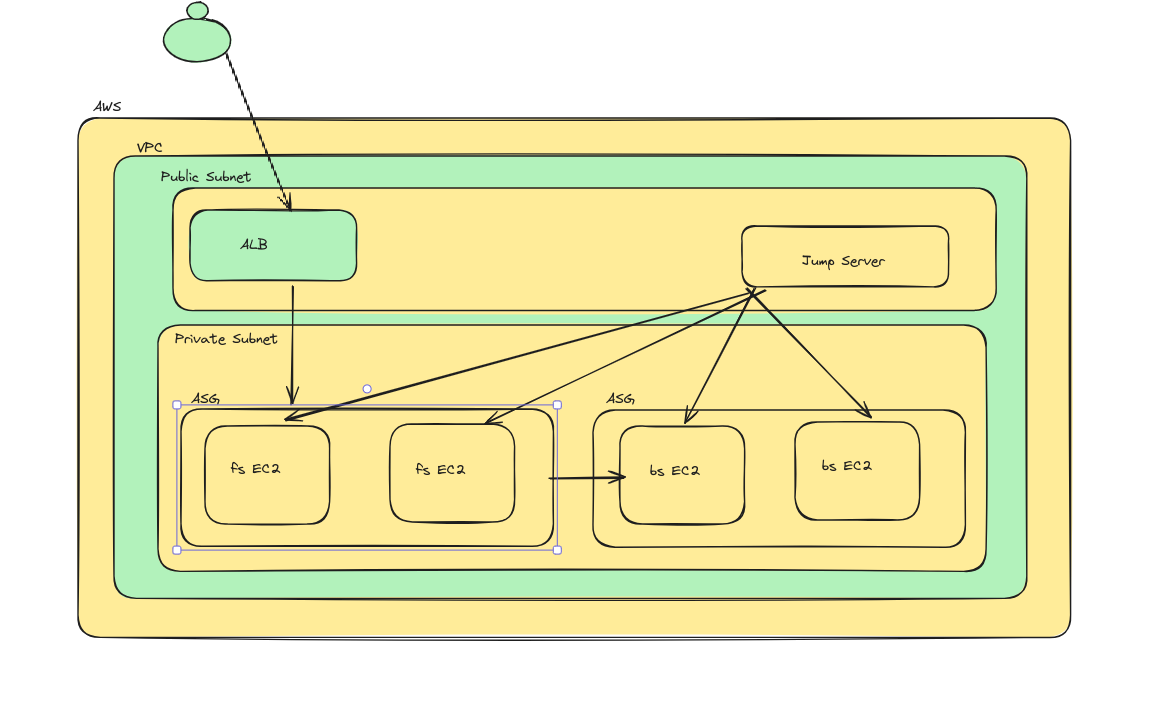 AWS
VPC
Public Subnet
ALB
Jump Server
Private Subnet
ASG
ASG
fs EC2
fs EC2
bs EC2
bs EC2